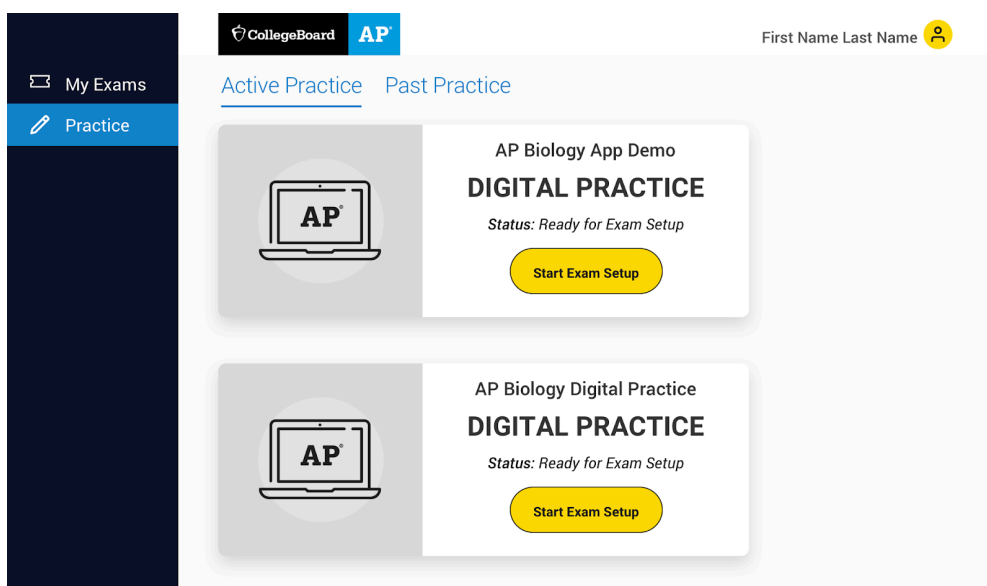 CollegeBoard AP
First Name Last Name
My Exams
Practice
Active Practice Past Practice
AP
AP Biology App Demo
DIGITAL PRACTICE
Status: Ready for Exam Setup
Start Exam Setup
AP
AP Biology Digital Practice
DIGITAL PRACTICE
Status: Ready for Exam Setup
Start Exam Setup